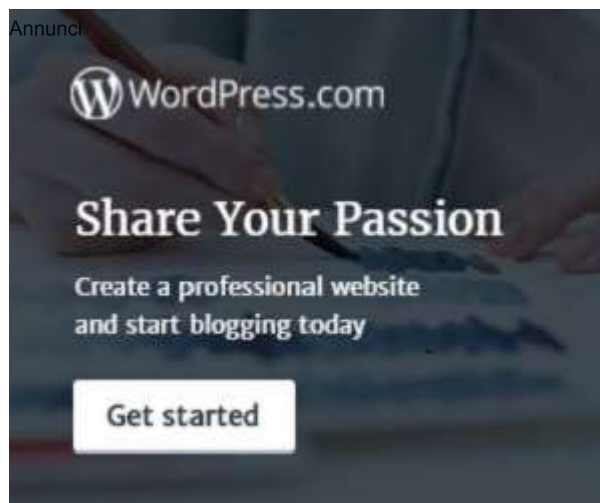 Annunci
WordPress.com
Share Your Passion
Create a professional website
and start blogging today
Get started